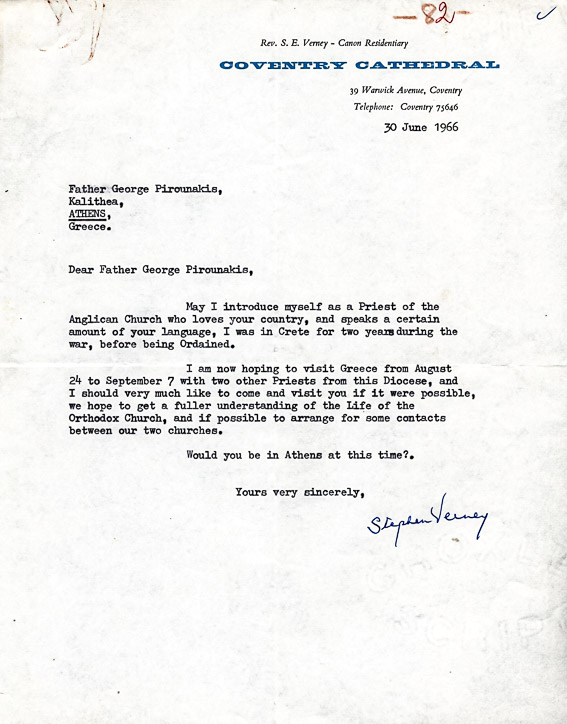 —82—
Rev. S. E. Verney - Canon Residentiary
COVENTRY CATHEDRAL
39 Warwick Avenue, Coventry
Telephone: Coventry 75646
30 June 1966
Father George Pirounakis,
Kalithea,
ATHENS,
Greece.
Dear Father George Pirounakis,
May I introduce myself as a Priest of the
Anglican Church who loves your country, and speaks a certain
amount of your language, I was in Crete for two years during the
war, before being Ordained.
I am now hoping to visit Greece from August
24 to September 7 with two other Priests from this Diocese, and
I should very much like to come and visit you if it were possible,
we hope to get a fuller understanding of the Life of the
Orthodox Church, and if possible to arrange for some contacts
between our two churches.
Would you be in Athens at this time?.
Yours very sincerely,
Stephen Verney